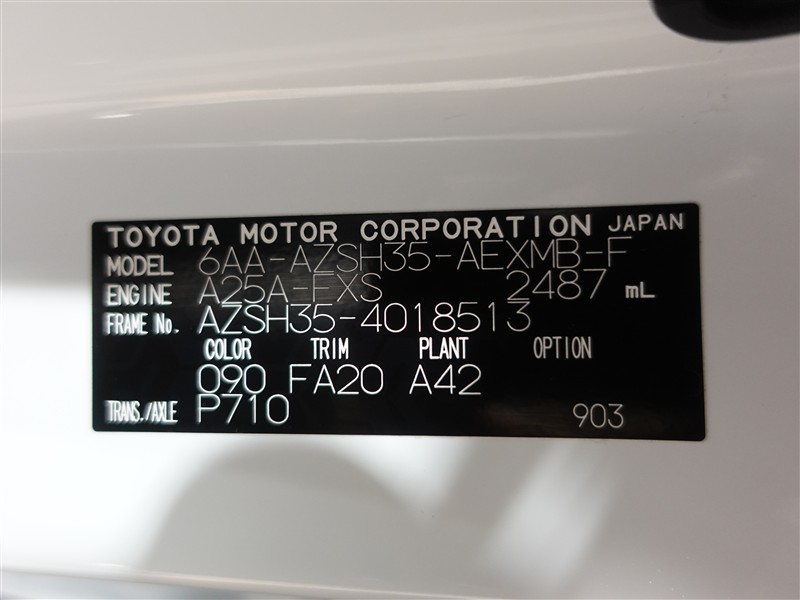 TOYOTA MOTOR CORPORATION JAPAN
MODEL 6AA-AZSH35-AEXMB-F
ENGINE A25A-FXS 2487 mL
FRAME No. AZSH35-4018513
COLOR TRIM PLANT OPTION
090 FA20 A42
TRANS./AXLE P710 903